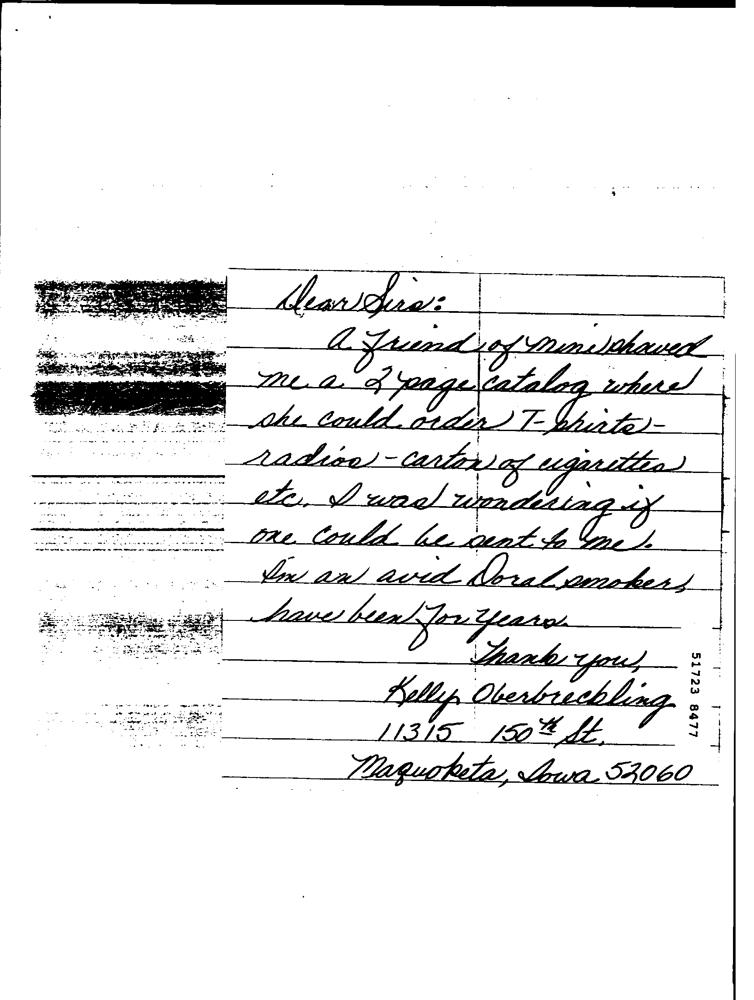 Dear Sirs:
A friend of mine showed
me a 2 page catalog where
she could order T-shirts-
radios-carton of cigarettes
etc. I was wondering if
one could be sent to me.
Im an avid Doral smoker,
have been for years.
Thank you,
Kelly Oberbreckling
11315 150th St.
Maquoketa, Iowa 52060
51723 8477